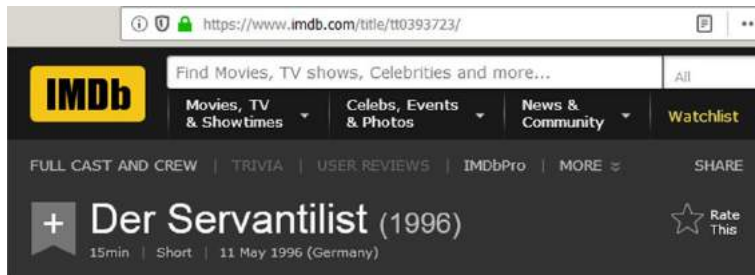 https://www.imdb.com/title/tt0393723/
IMDb
Find Movies, TV shows, Celebrities and more...
All
Movies, TV
& Showtimes
Celebs, Events
& Photos
News &
Community
Watchlist
FULL CAST AND CREW | TRIVIA | USER REVIEWS | IMDbPro | MORE
SHARE
+ Der Servantilist (1996)
Rate
This
15min | Short | 11 May 1996 (Germany)